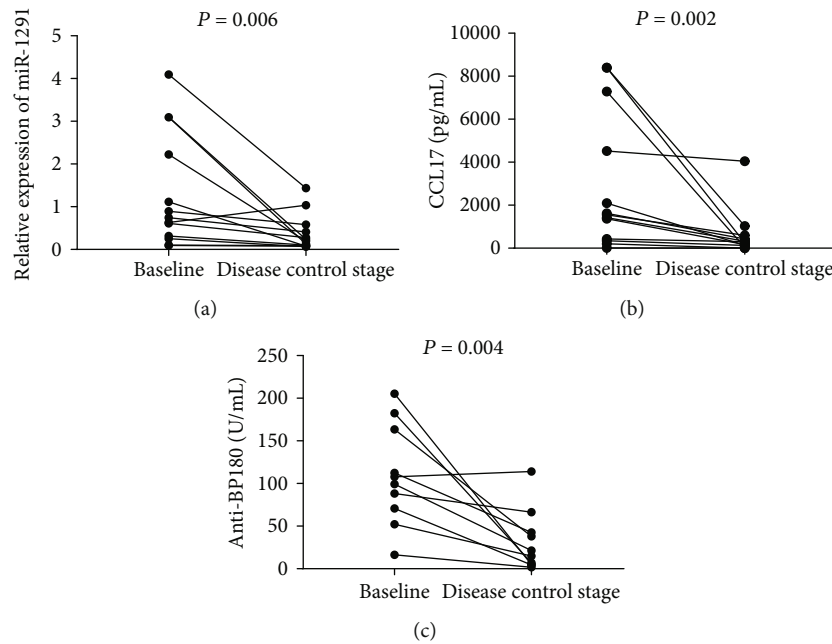 P = 0.006
Relative expression of miR-1291
5
4
3
2
1
0
Baseline
Disease control stage
(a)
P = 0.002
CCL17 (pg/mL)
10000
8000
6000
4000
2000
0
Baseline
Disease control stage
(b)
P = 0.004
Anti-BP180 (U/mL)
250
200
150
100
50
0
Baseline
Disease control stage
(c)